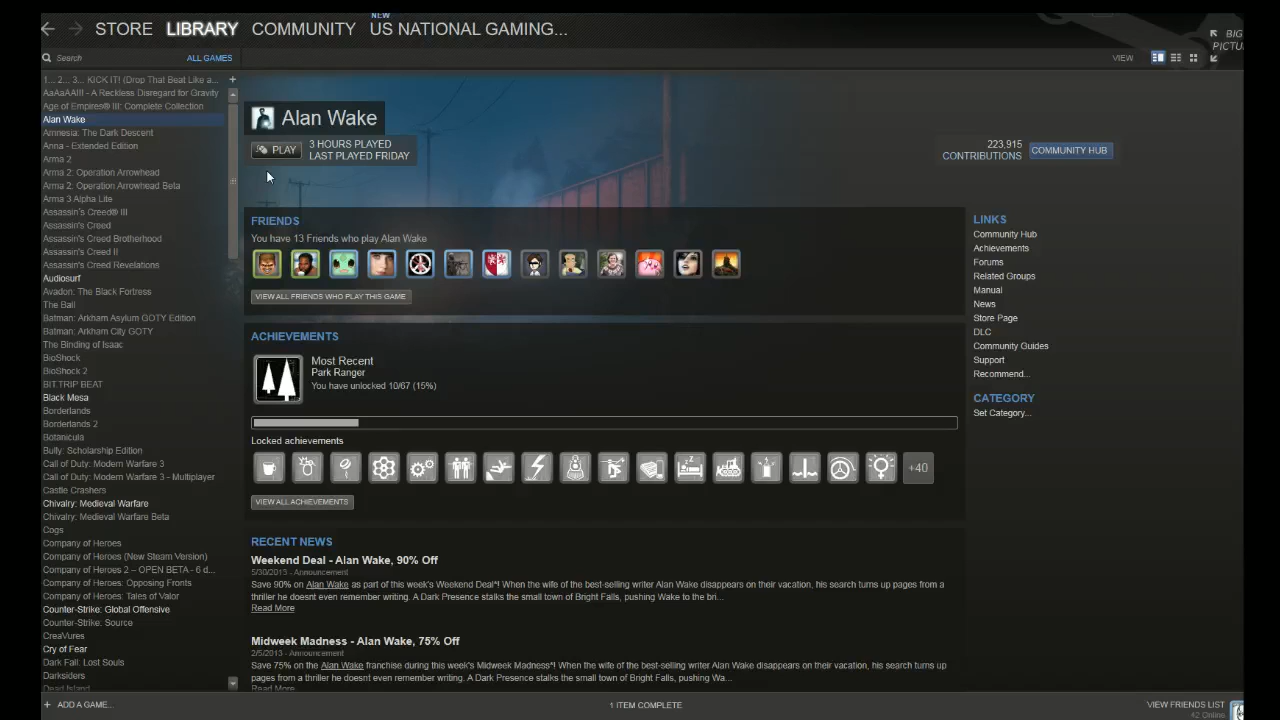 NEW
STORE LIBRARY COMMUNITY US NATIONAL GAMING...
BIG
PICTU
Search ALL GAMES
VIEW
1... 2... 3... KICK IT! (Drop That Beat Like a...
AaAaAA!!! - A Reckless Disregard for Gravity
Age of Empires® III: Complete Collection
Alan Wake
Amnesia: The Dark Descent
Anna - Extended Edition
Arma 2
Arma 2: Operation Arrowhead
Arma 2: Operation Arrowhead Beta
Arma 3 Alpha Lite
Assassin's Creed® III
Assassin's Creed
Assassin's Creed Brotherhood
Assassin's Creed II
Assassin's Creed Revelations
Audiosurf
Avadon: The Black Fortress
The Ball
Batman: Arkham Asylum GOTY Edition
Batman: Arkham City GOTY
The Binding of Isaac
BioShock
BioShock 2
BIT.TRIP BEAT
Black Mesa
Borderlands
Borderlands 2
Botanicula
Bully: Scholarship Edition
Call of Duty: Modern Warfare 3
Call of Duty: Modern Warfare 3 - Multiplayer
Castle Crashers
Chivalry: Medieval Warfare
Chivalry: Medieval Warfare Beta
Cogs
Company of Heroes
Company of Heroes (New Steam Version)
Company of Heroes 2 – OPEN BETA - 6 d...
Company of Heroes: Opposing Fronts
Company of Heroes: Tales of Valor
Counter-Strike: Global Offensive
Counter-Strike: Source
CreaVures
Cry of Fear
Dark Fall: Lost Souls
Darksiders
Dead Island
Alan Wake
PLAY
3 HOURS PLAYED
LAST PLAYED FRIDAY
223,915
CONTRIBUTIONS
COMMUNITY HUB
FRIENDS
You have 13 Friends who play Alan Wake
VIEW ALL FRIENDS WHO PLAY THIS GAME
ACHIEVEMENTS
Most Recent
Park Ranger
You have unlocked 10/67 (15%)
Locked achievements
+40
VIEW ALL ACHIEVEMENTS
RECENT NEWS
Weekend Deal - Alan Wake, 90% Off
5/30/2013 - Announcement
Save 90% on Alan Wake as part of this week's Weekend Deal*! When the wife of the best-selling writer Alan Wake disappears on their vacation, his search turns up pages from a
thriller he doesnt even remember writing. A Dark Presence stalks the small town of Bright Falls, pushing Wake to the bri...
Read More
Midweek Madness - Alan Wake, 75% Off
2/5/2013 - Announcement
Save 75% on the Alan Wake franchise during this week's Midweek Madness*! When the wife of the best-selling writer Alan Wake disappears on their vacation, his search turns up
pages from a thriller he doesnt even remember writing. A Dark Presence stalks the small town of Bright Falls, pushing Wa...
Read More
LINKS
Community Hub
Achievements
Forums
Related Groups
Manual
News
Store Page
DLC
Community Guides
Support
Recommend...
CATEGORY
Set Category...
+ ADD A GAME...
1 ITEM COMPLETE
VIEW FRIENDS LIST
42 Online